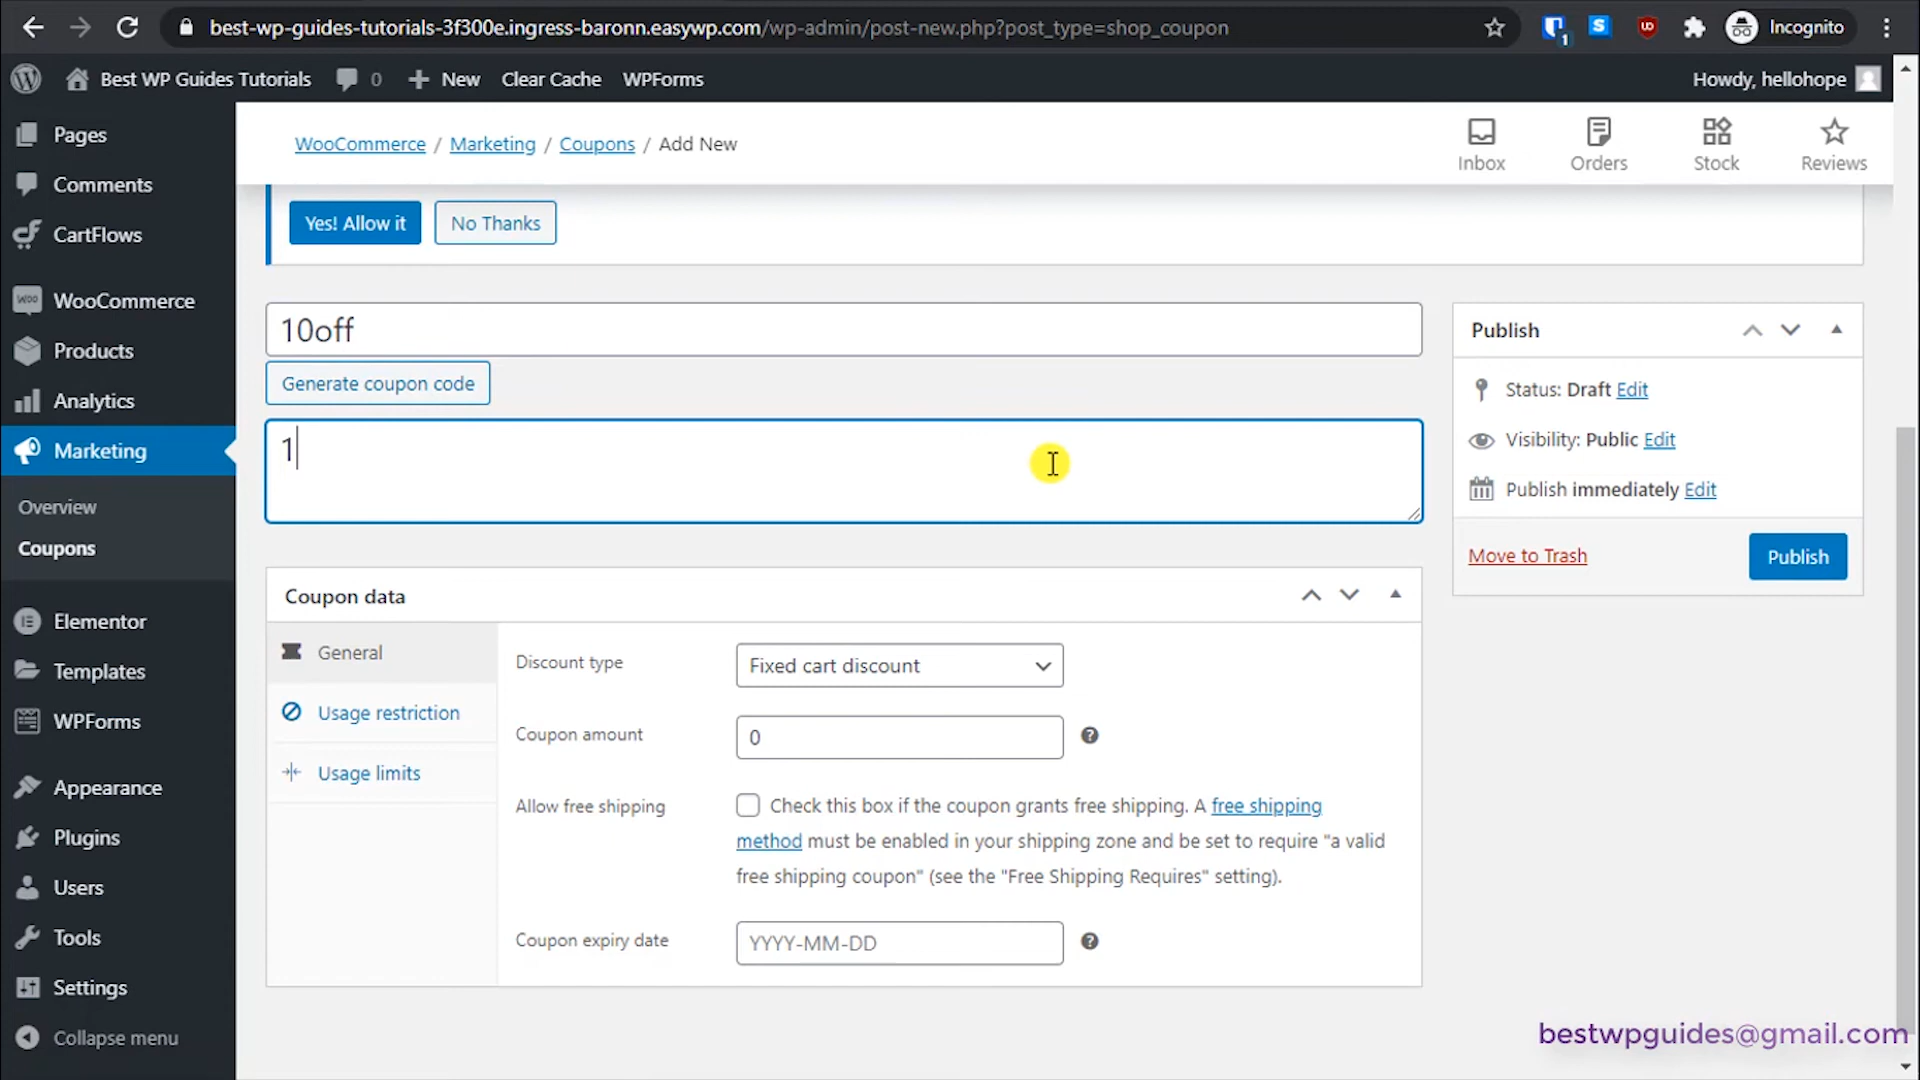 best-wp-guides-tutorials-3f300e.ingress-baronn.easywp.com/wp-admin/post-new.php?post_type=shop_coupon
1
S
Incognito
Best WP Guides Tutorials
0
New
Clear Cache
WPForms
Howdy, hellohope
Pages
Comments
CartFlows
WooCommerce
Products
Analytics
Marketing
Overview
Coupons
Elementor
Templates
WPForms
Appearance
Plugins
Users
Tools
Settings
Collapse menu
WooCommerce / Marketing / Coupons / Add New
Inbox
Orders
Stock
Reviews
Yes! Allow it
No Thanks
10off
Generate coupon code
1
Coupon data
General
Usage restriction
Usage limits
Discount type
Fixed cart discount
Coupon amount
0
Allow free shipping
Check this box if the coupon grants free shipping. A free shipping
method must be enabled in your shipping zone and be set to require "a valid
free shipping coupon" (see the "Free Shipping Requires" setting).
Coupon expiry date
YYYY-MM-DD
Publish
Status: Draft Edit
Visibility: Public Edit
Publish immediately Edit
Move to Trash
Publish
bestwpguides@gmail.com